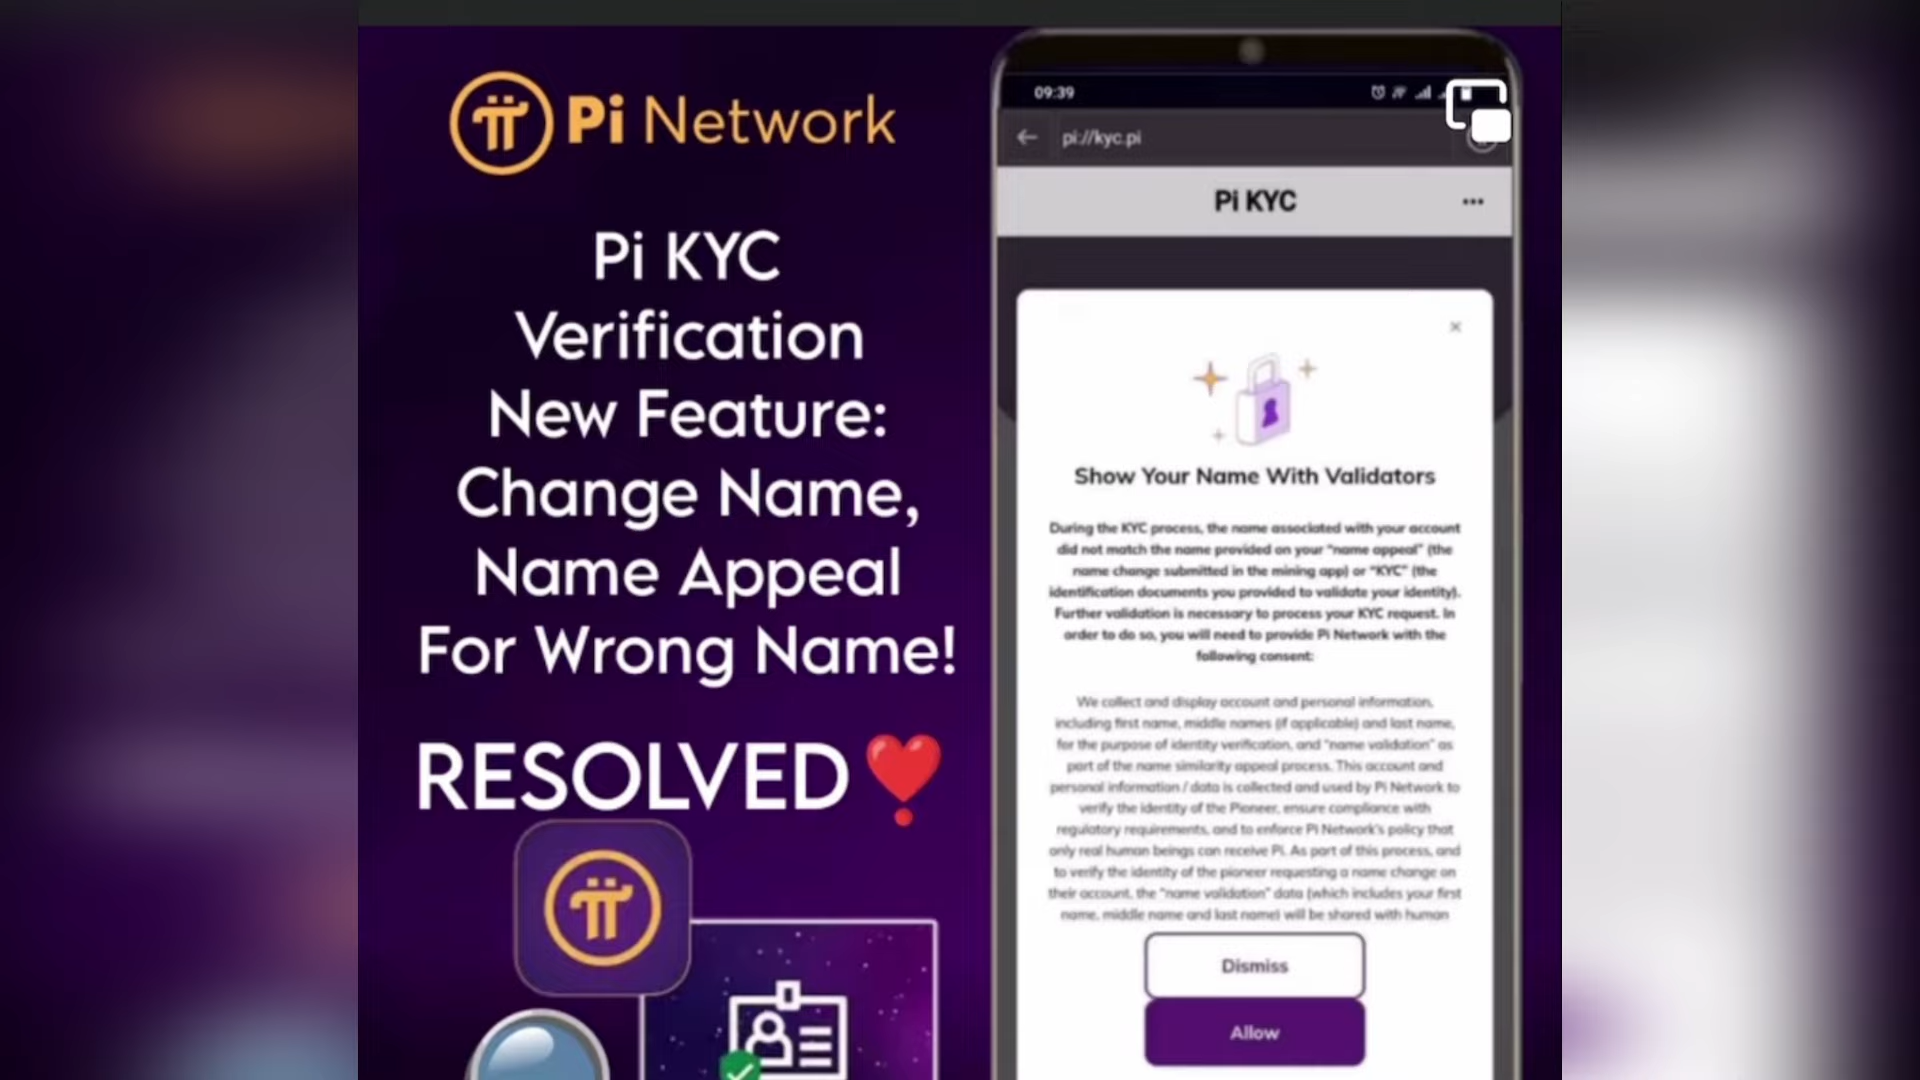 Pi Network
Pi KYC
Verification
New Feature:
Change Name,
Name Appeal
For Wrong Name!
RESOLVED
09:39
pi://kyc.pi
Pi KYC
Show Your Name With Validators
During the KYC process, the name associated with your account
did not match the name provided on your "name appeal" (the
name change submitted in the mining app) or "KYC" (the
identification documents you provided to validate your identity).
Further validation is necessary to process your KYC request. In
order to do so, you will need to provide Pi Network with the
following consent:
We collect and display account and personal information,
including first name, middle names (if applicable) and last name,
for the purpose of identity verification, and "name validation" as
part of the name similarity appeal process. This account and
personal information / data is collected and used by Pi Network to
verify the identity of the Pioneer, ensure compliance with
regulatory requirements, and to enforce Pi Network's policy that
only real human beings can receive Pi. As part of this process, and
to verify the identity of the pioneer requesting a name change on
their account, the "name validation" data (which includes your first
name, middle name and last name) will be shared with human
Dismiss
Allow